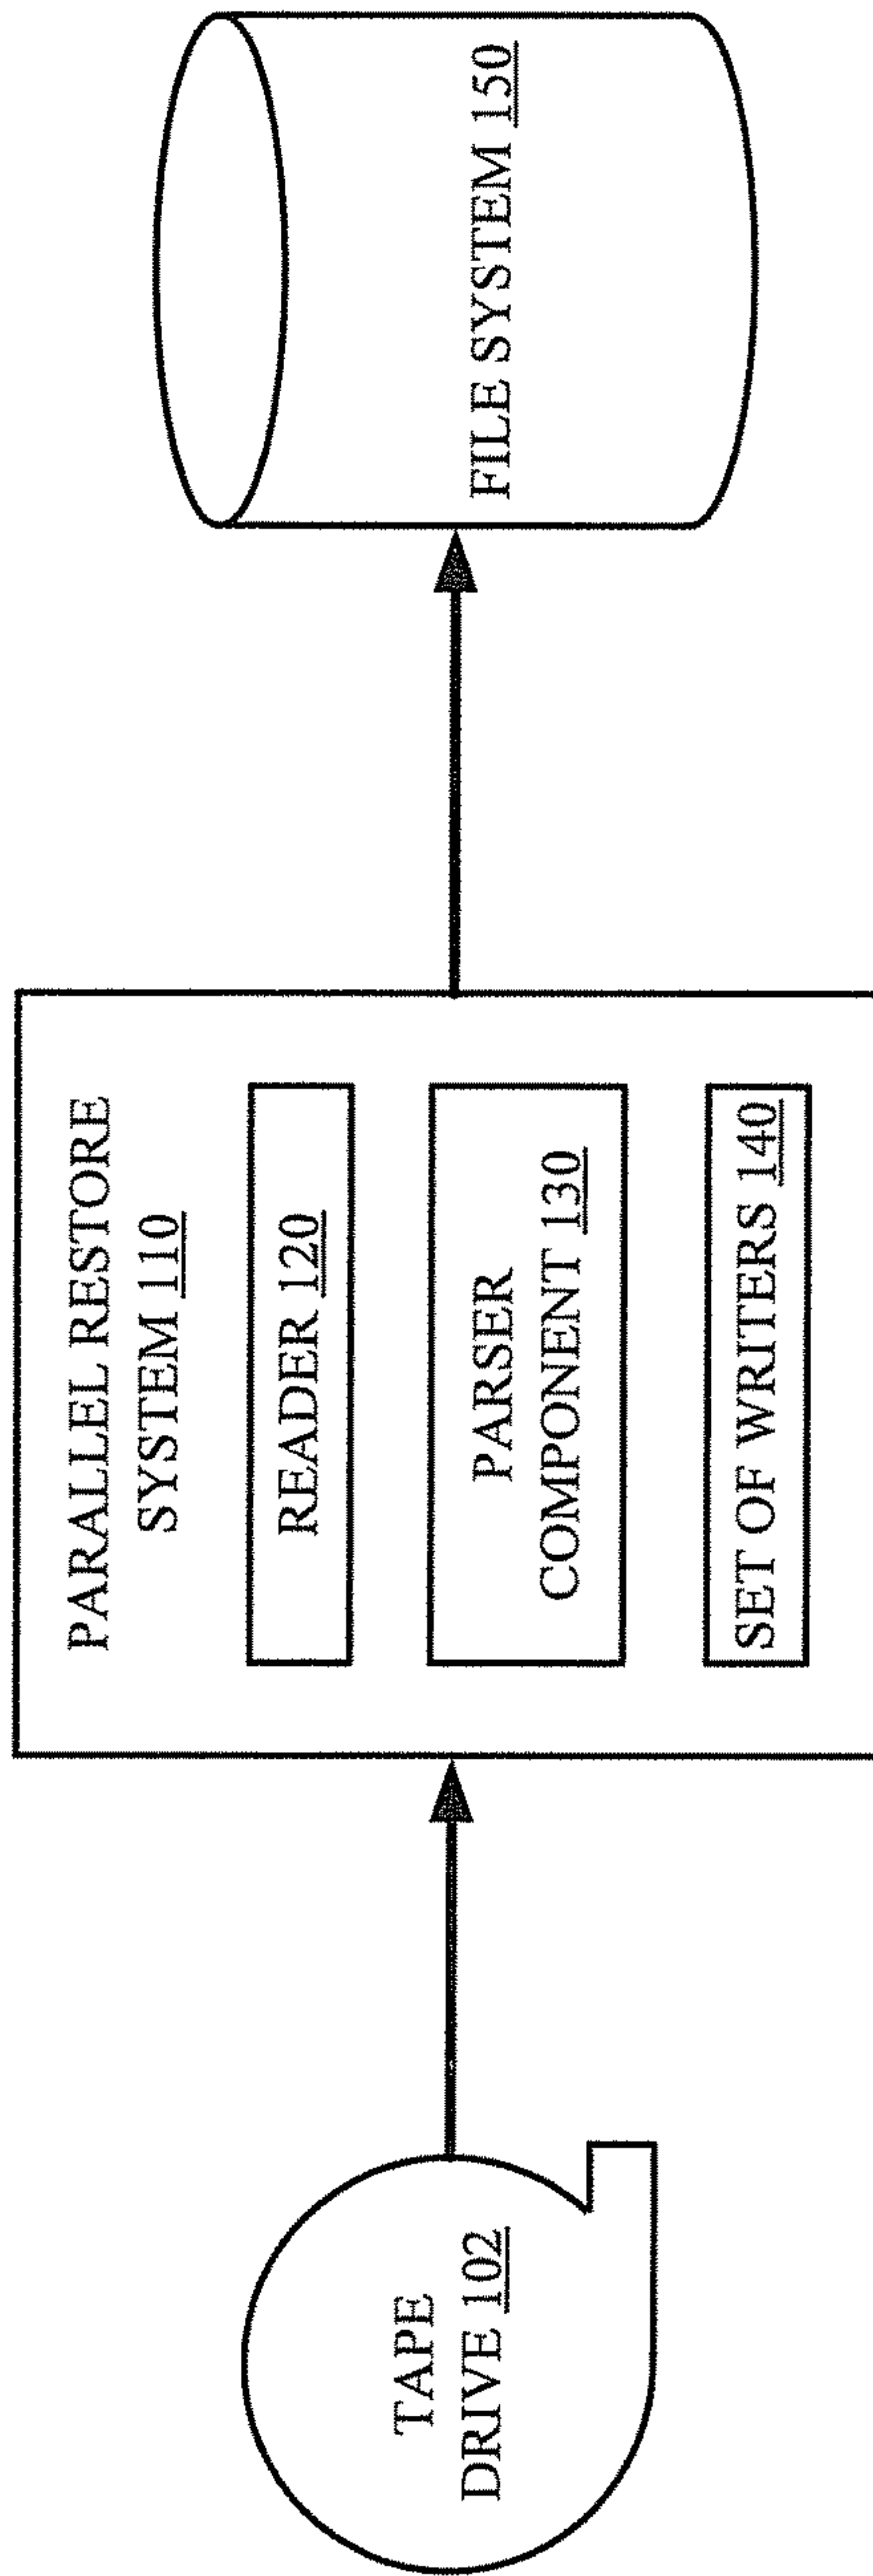 TAPE
DRIVE 102
PARALLEL RESTORE
SYSTEM 110
READER 120
PARSER
COMPONENT 130
SET OF WRITERS 140
FILE SYSTEM 150